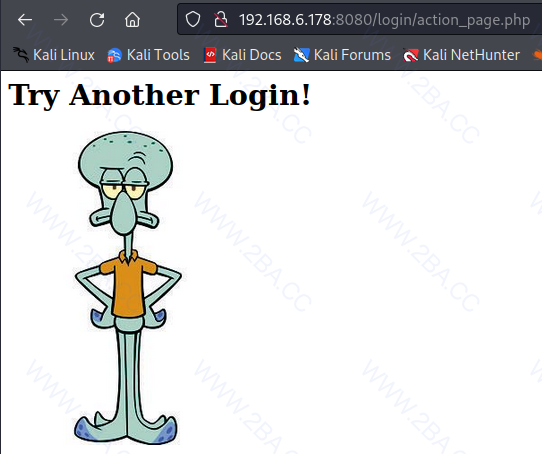 192.168.6.178:8080/login/action_page.php
Kali Linux Kali Tools Kali Docs Kali Forums Kali NetHunter
Try Another Login!
WWW.2BA.CC
WWW.2BA.CC
WWW.2BA.CC
WWW.2BA.CC
WWW.2BA.CC
WWW.2BA.CC